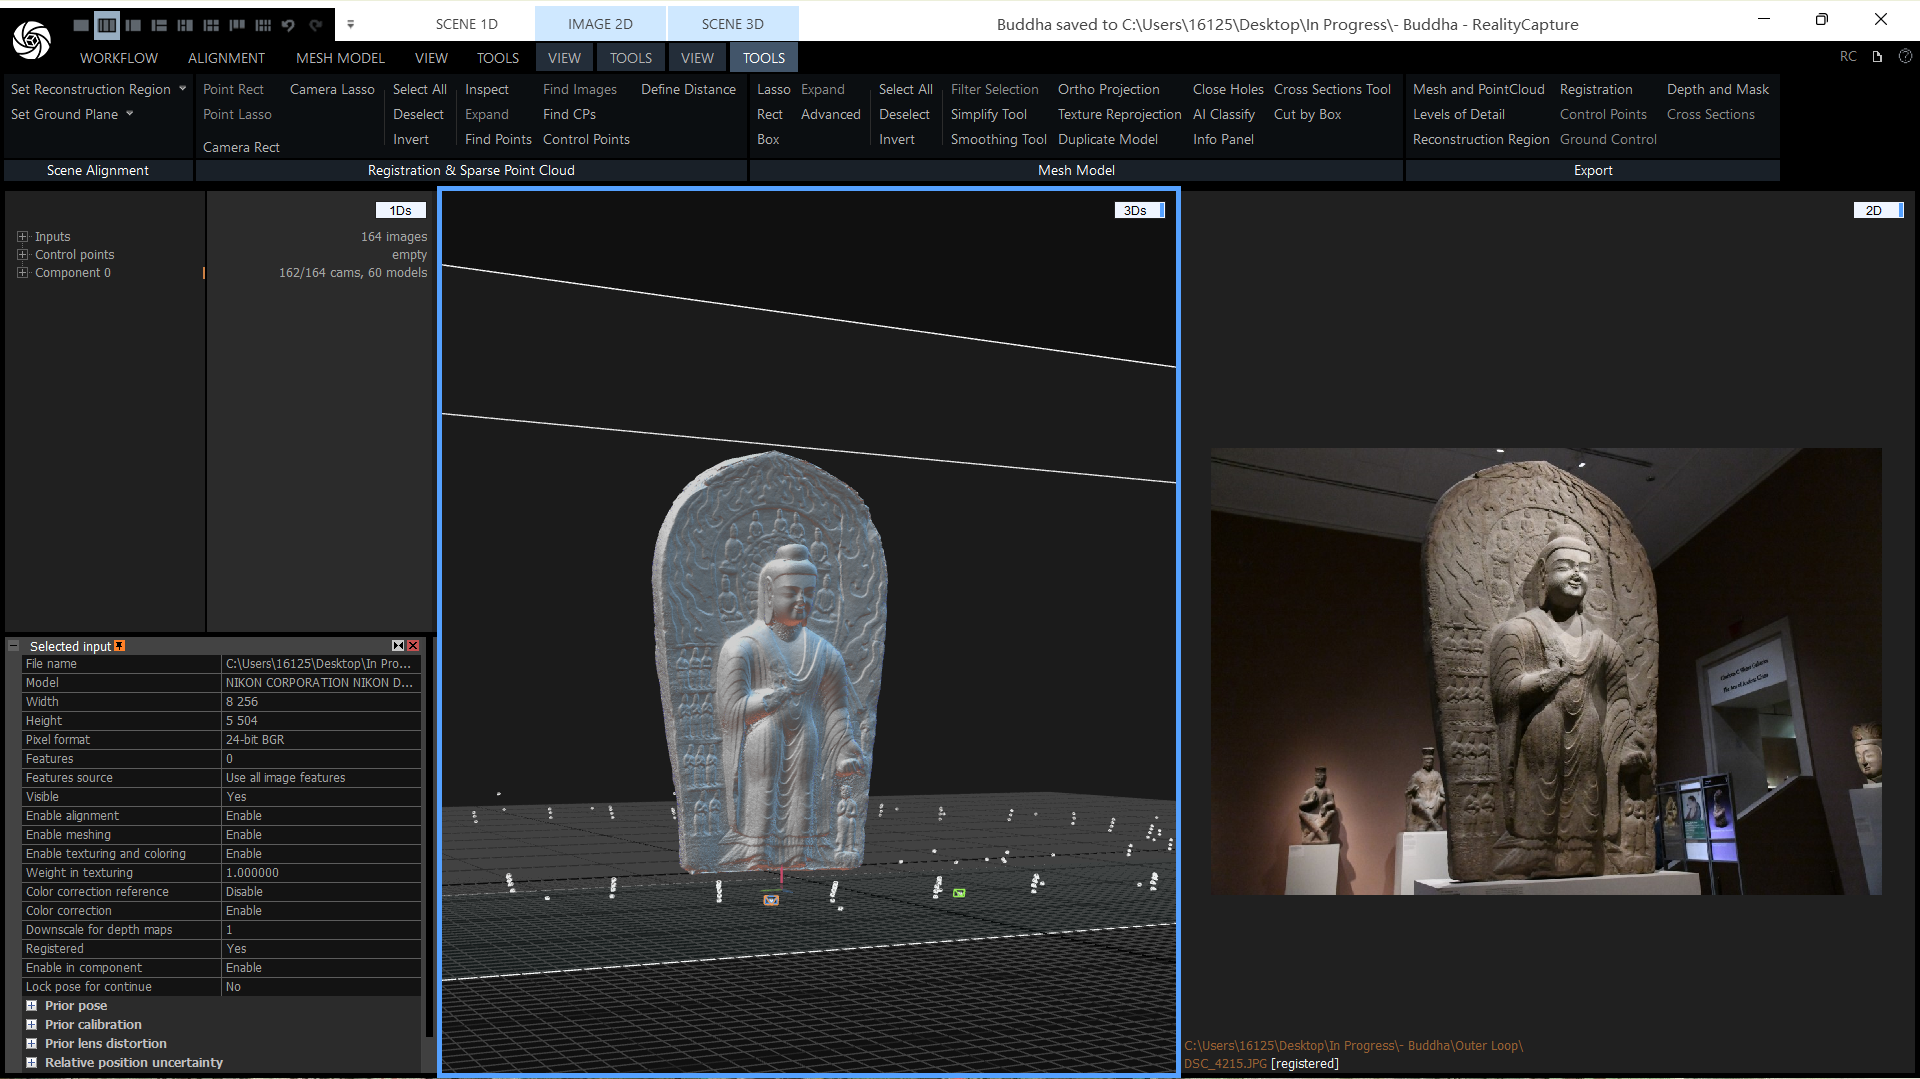 SCENE 1D IMAGE 2D SCENE 3D Buddha saved to C:\Users\16125\Desktop\In Progress\- Buddha - RealityCapture
WORKFLOW ALIGNMENT MESH MODEL VIEW TOOLS VIEW TOOLS VIEW TOOLS RC
Set Reconstruction Region Point Rect Camera Lasso Select All Inspect Find Images Define Distance Lasso Expand Select All Filter Selection Ortho Projection Close Holes Cross Sections Tool Mesh and PointCloud Registration Depth and Mask
Set Ground Plane Point Lasso Deselect Expand Find CPs Rect Advanced Deselect Simplify Tool Texture Reprojection AI Classify Cut by Box Levels of Detail Control Points Cross Sections
Camera Rect Invert Find Points Control Points Box Invert Smoothing Tool Duplicate Model Info Panel Reconstruction Region Ground Control
Scene Alignment Registration & Sparse Point Cloud Mesh Model Export
1Ds 3Ds 2D
Inputs 164 images
Control points empty
Component 0 162/164 cams, 60 models
Selected input
File name C:\Users\16125\Desktop\In Pro...
Model NIKON CORPORATION NIKON D...
Width 8 256
Height 5 504
Pixel format 24-bit BGR
Features 0
Features source Use all image features
Visible Yes
Enable alignment Enable
Enable meshing Enable
Enable texturing and coloring Enable
Weight in texturing 1.000000
Color correction reference Disable
Color correction Enable
Downscale for depth maps 1
Registered Yes
Enable in component Enable
Lock pose for continue No
Prior pose
Prior calibration
Prior lens distortion
Relative position uncertainty
C:\Users\16125\Desktop\In Progress\- Buddha\Outer Loop\
DSC_4215.JPG [registered]